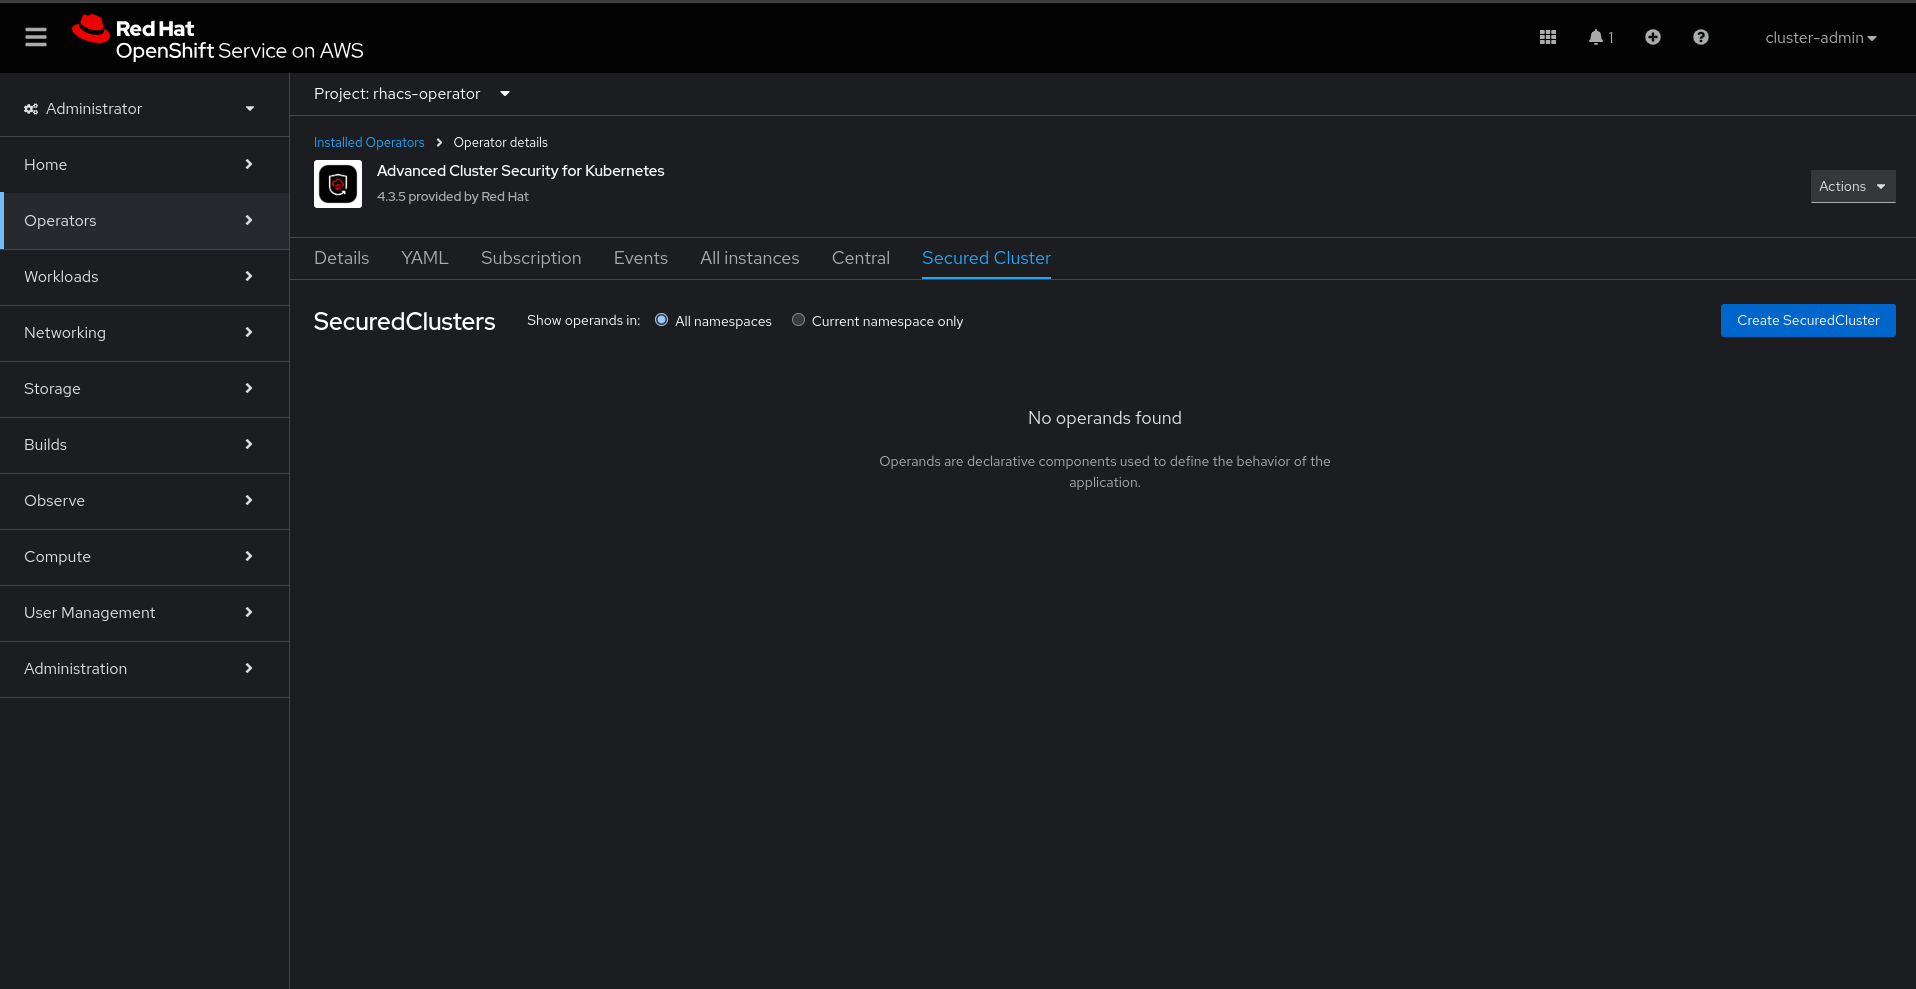 Red Hat
OpenShift Service on AWS
1
cluster-admin
Administrator
Home
Operators
Workloads
Networking
Storage
Builds
Observe
Compute
User Management
Administration
Project: rhacs-operator
Installed Operators > Operator details
Advanced Cluster Security for Kubernetes
4.3.5 provided by Red Hat
Actions
Details YAML Subscription Events All instances Central Secured Cluster
SecuredClusters Show operands in: All namespaces Current namespace only Create SecuredCluster
No operands found
Operands are declarative components used to define the behavior of the
application.